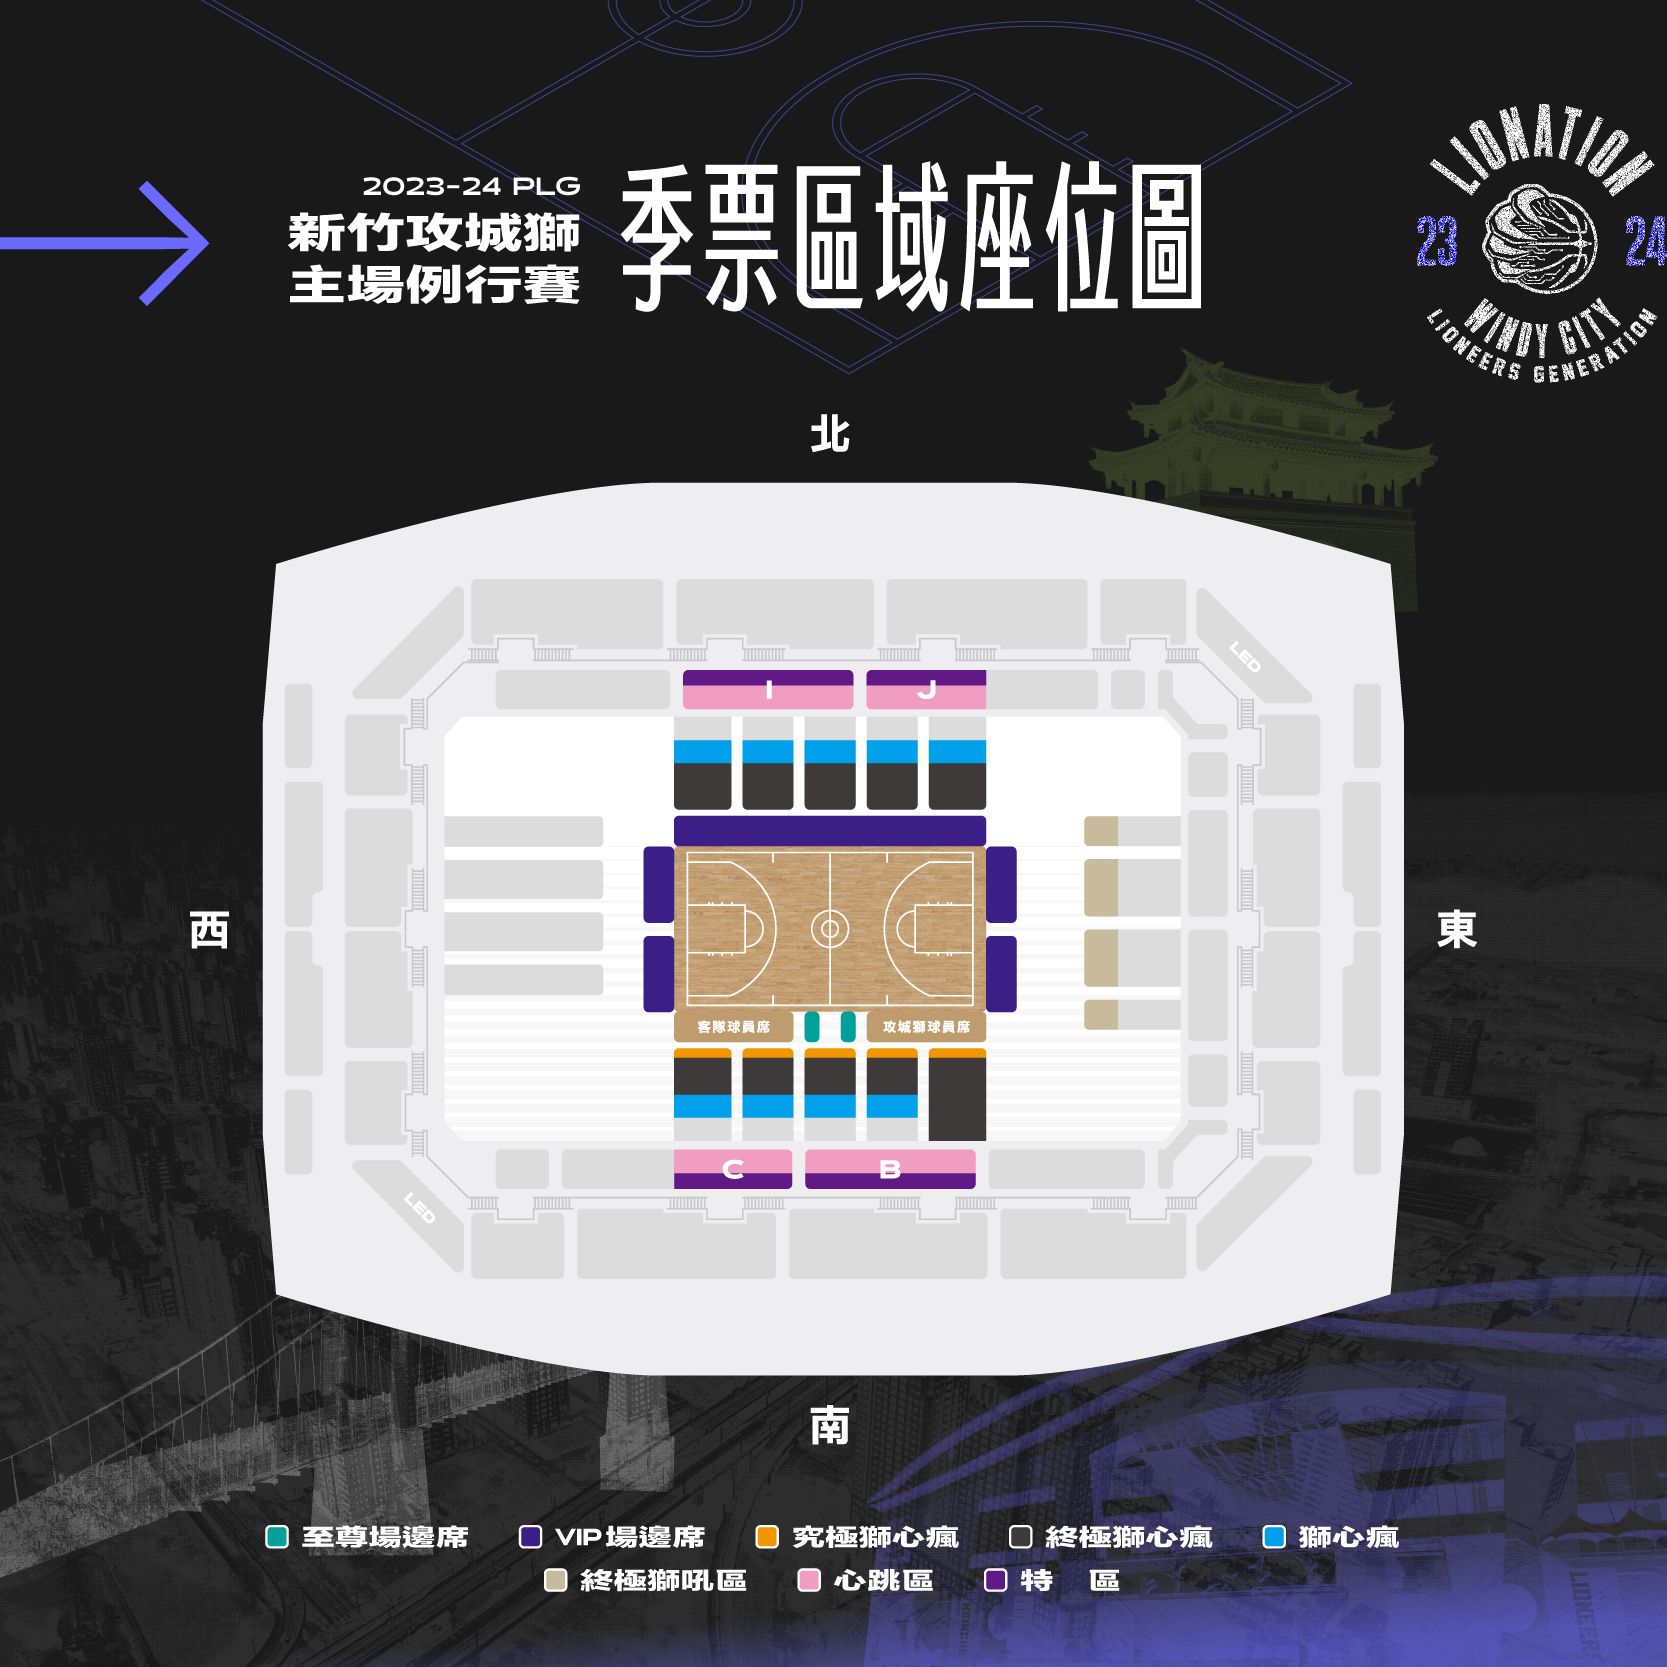 2023-24 PLG
新竹攻城獅
主場例行賽
季票區域座位圖
LIONATION
23 24
WINDY CITY
LIONEERS GENERATION
北
LED
I J
西
東
客隊球員席 攻城獅球員席
C B
LED
南
至尊場邊席 VIP場邊席 究極獅心瘋 終極獅心瘋 獅心瘋
終極獅吼區 心跳區 特 區
LIONEERS